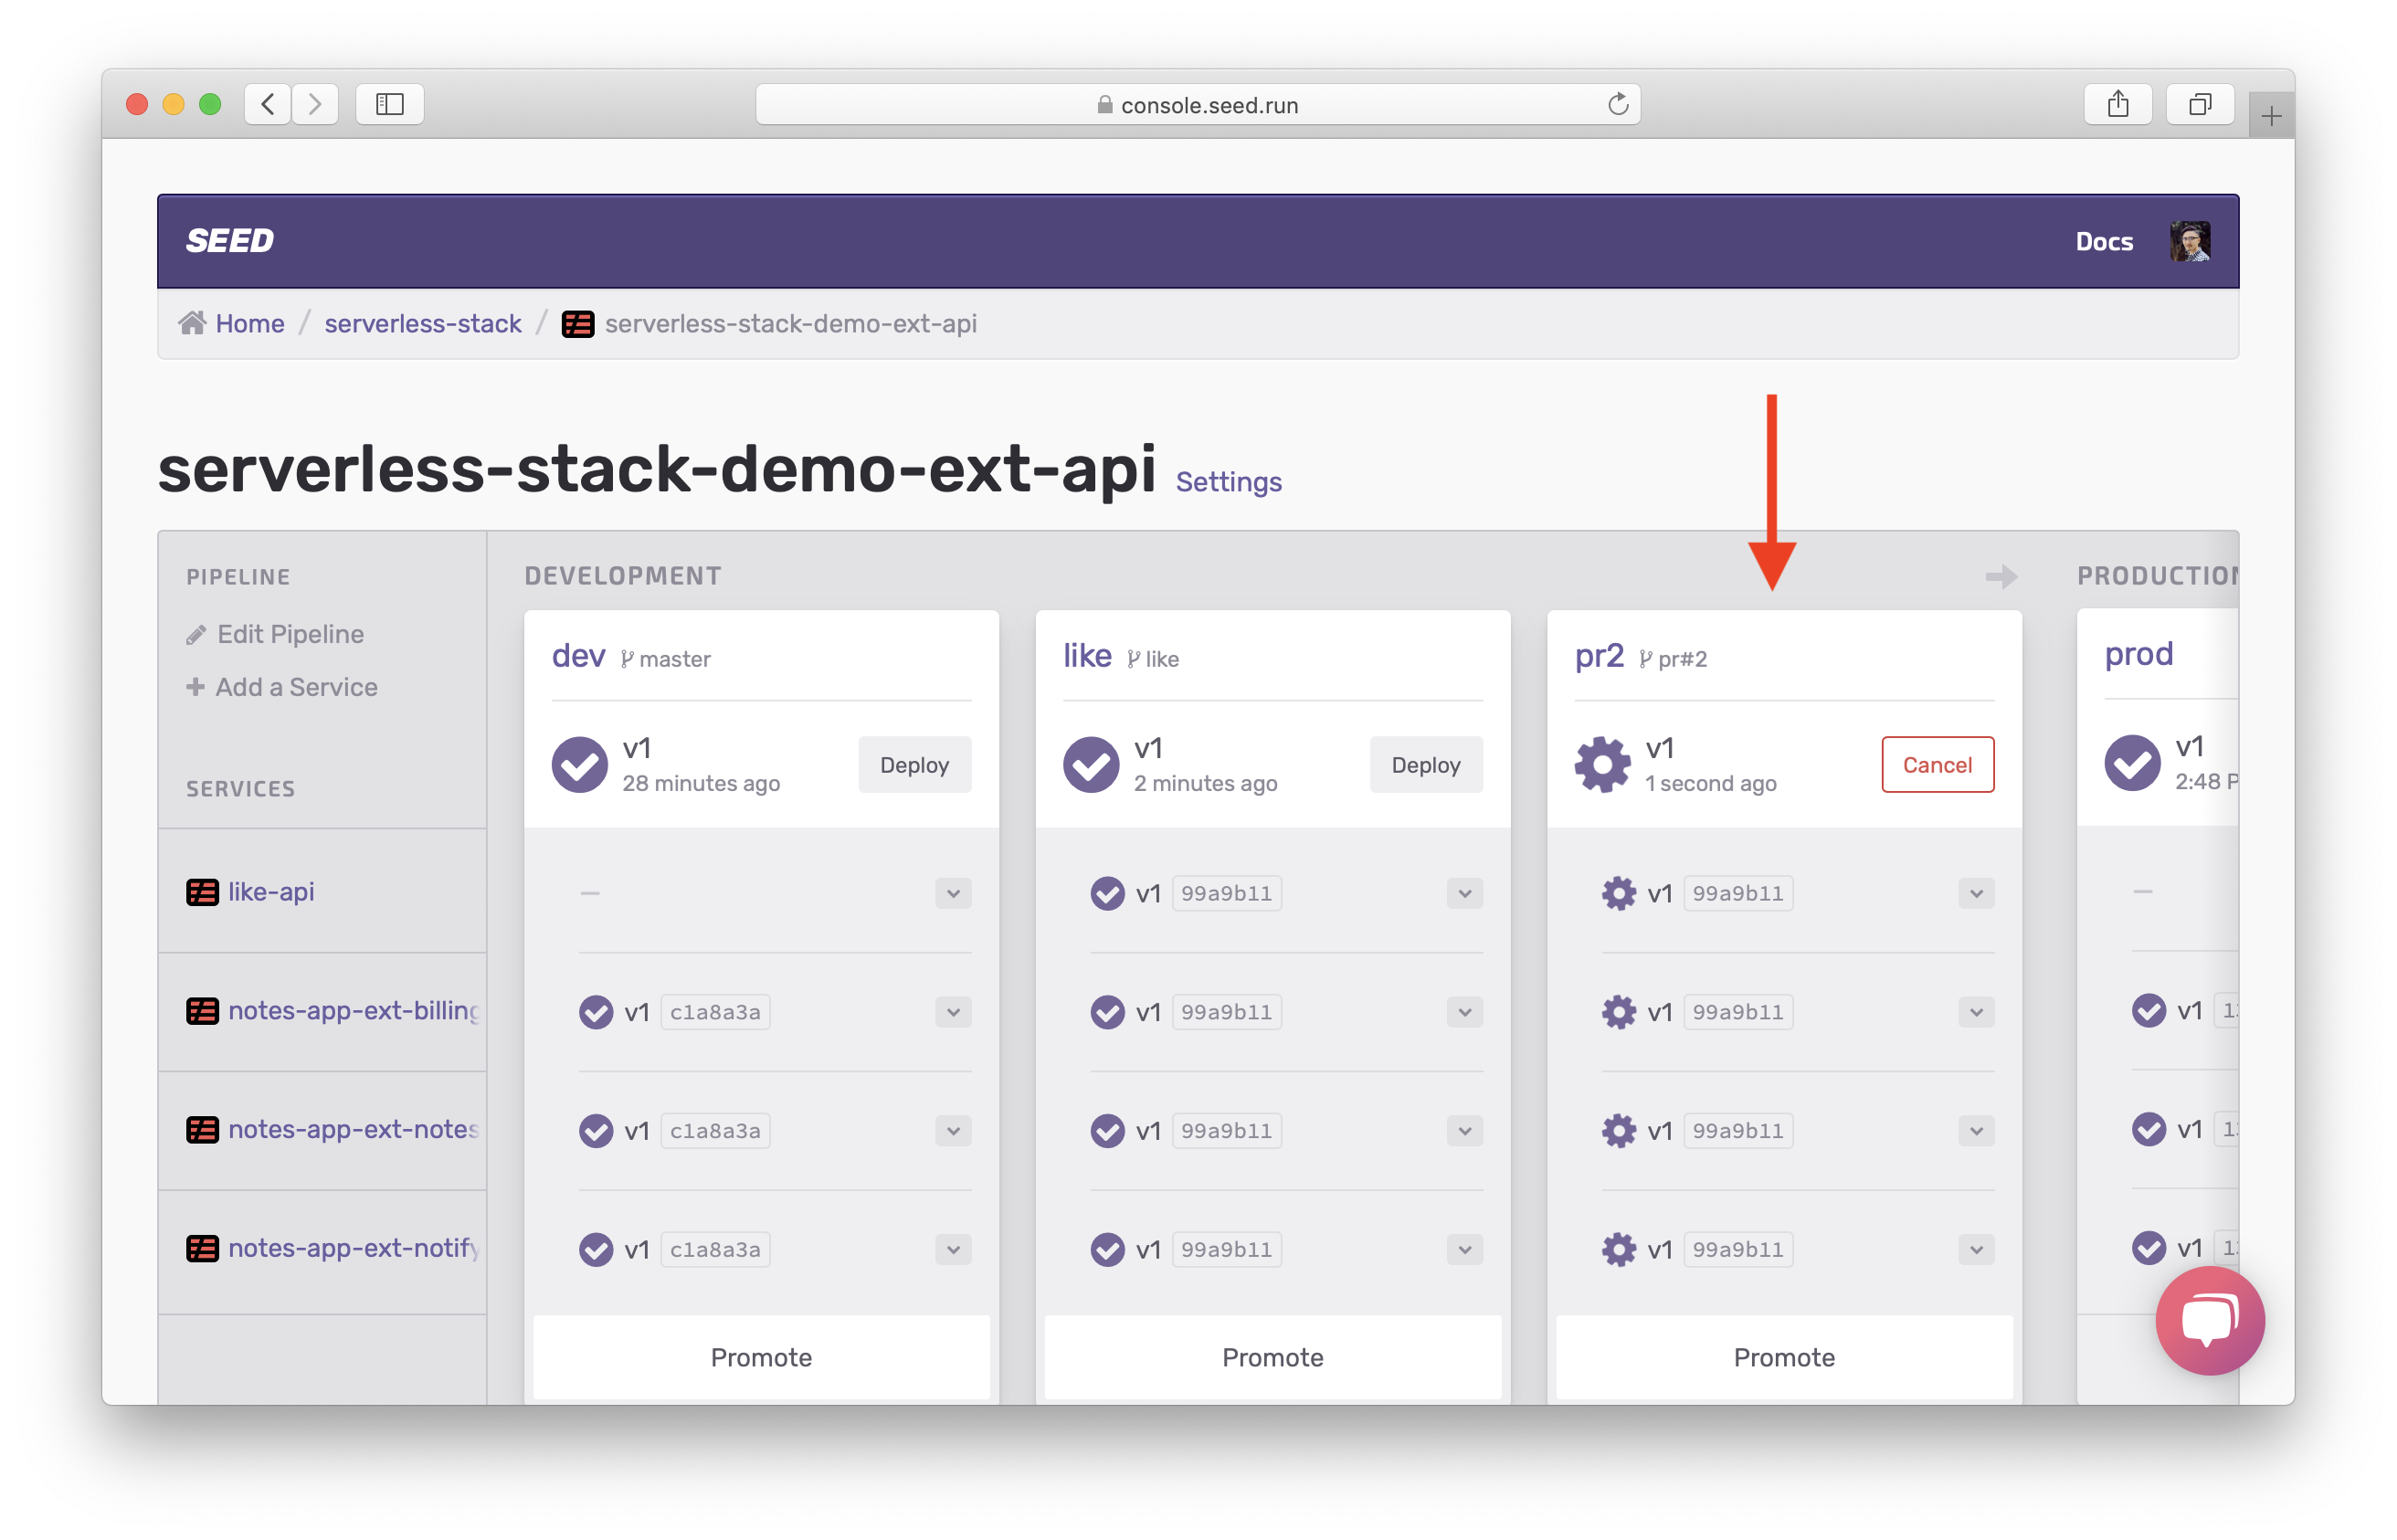 console.seed.run
SEED
Docs
Home / serverless-stack / serverless-stack-demo-ext-api
serverless-stack-demo-ext-api Settings
PIPELINE
Edit Pipeline
Add a Service
SERVICES
like-api
notes-app-ext-billing
notes-app-ext-notes
notes-app-ext-notify
DEVELOPMENT
dev master
v1
28 minutes ago
Deploy
–
v1 c1a8a3a
v1 c1a8a3a
v1 c1a8a3a
Promote
like like
v1
2 minutes ago
Deploy
v1 99a9b11
v1 99a9b11
v1 99a9b11
v1 99a9b11
Promote
pr2 pr#2
v1
1 second ago
Cancel
v1 99a9b11
v1 99a9b11
v1 99a9b11
v1 99a9b11
Promote
PRODUCTION
prod
v1
2:48 P
–
v1
v1
v1